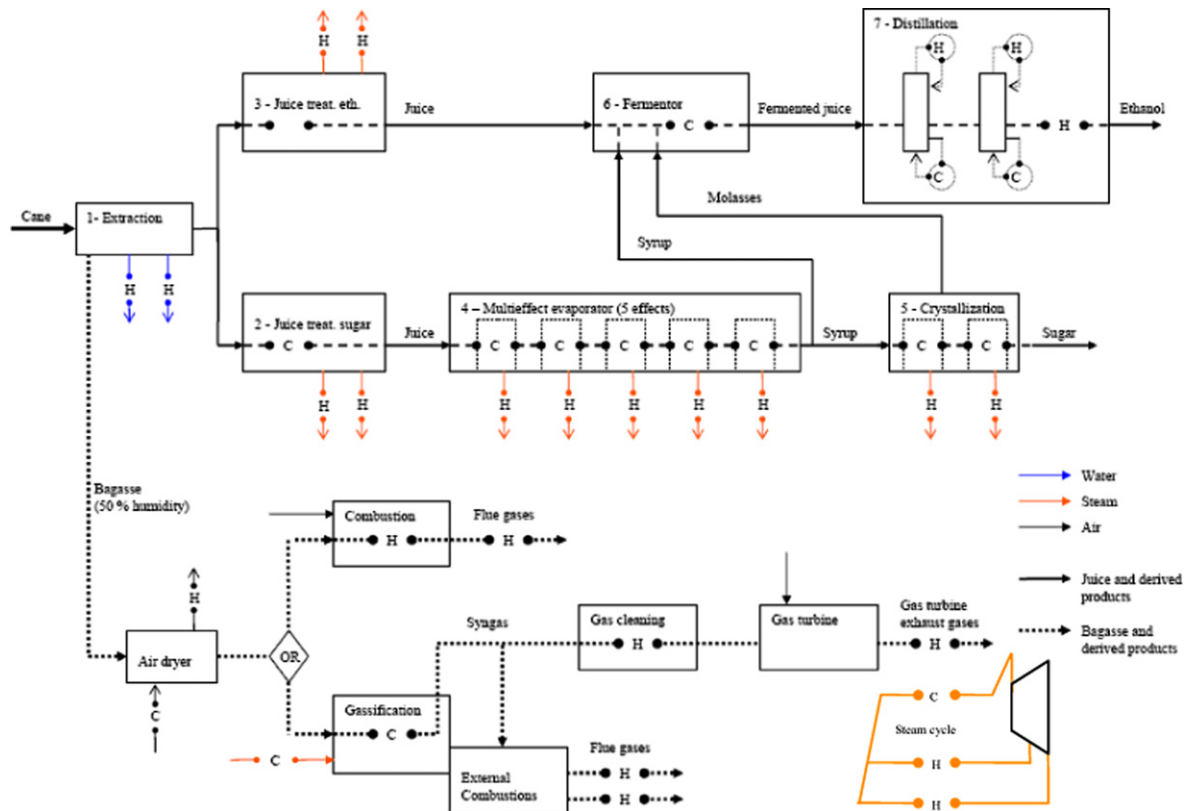 H H
7 - Distillation
H H
3 - Juice treat. eth.
Juice
6 - Fermentor
C
Fermented juice
H
Ethanol
C C
Cane
1- Extraction
Molasses
H H
Syrup
2 - Juice treat. sugar
C
Juice
4 – Multieffect evaporator (5 effects)
C C C C C
Syrup
5 - Crystallization
C C
Sugar
H H
H H H H H
H H
Bagasse
(50 % humidity)
Water
Steam
Air
Juice and derived
products
Bagasse and
derived products
Combustion
H
Flue gases
H
H
Air dryer
C
OR
Syngas
Gas cleaning
H
Gas turbine
Gas turbine
exhaust gases
H
Gassification
C
C
External
Combustions
Flue gases
H
H
C
Steam cycle
H
H